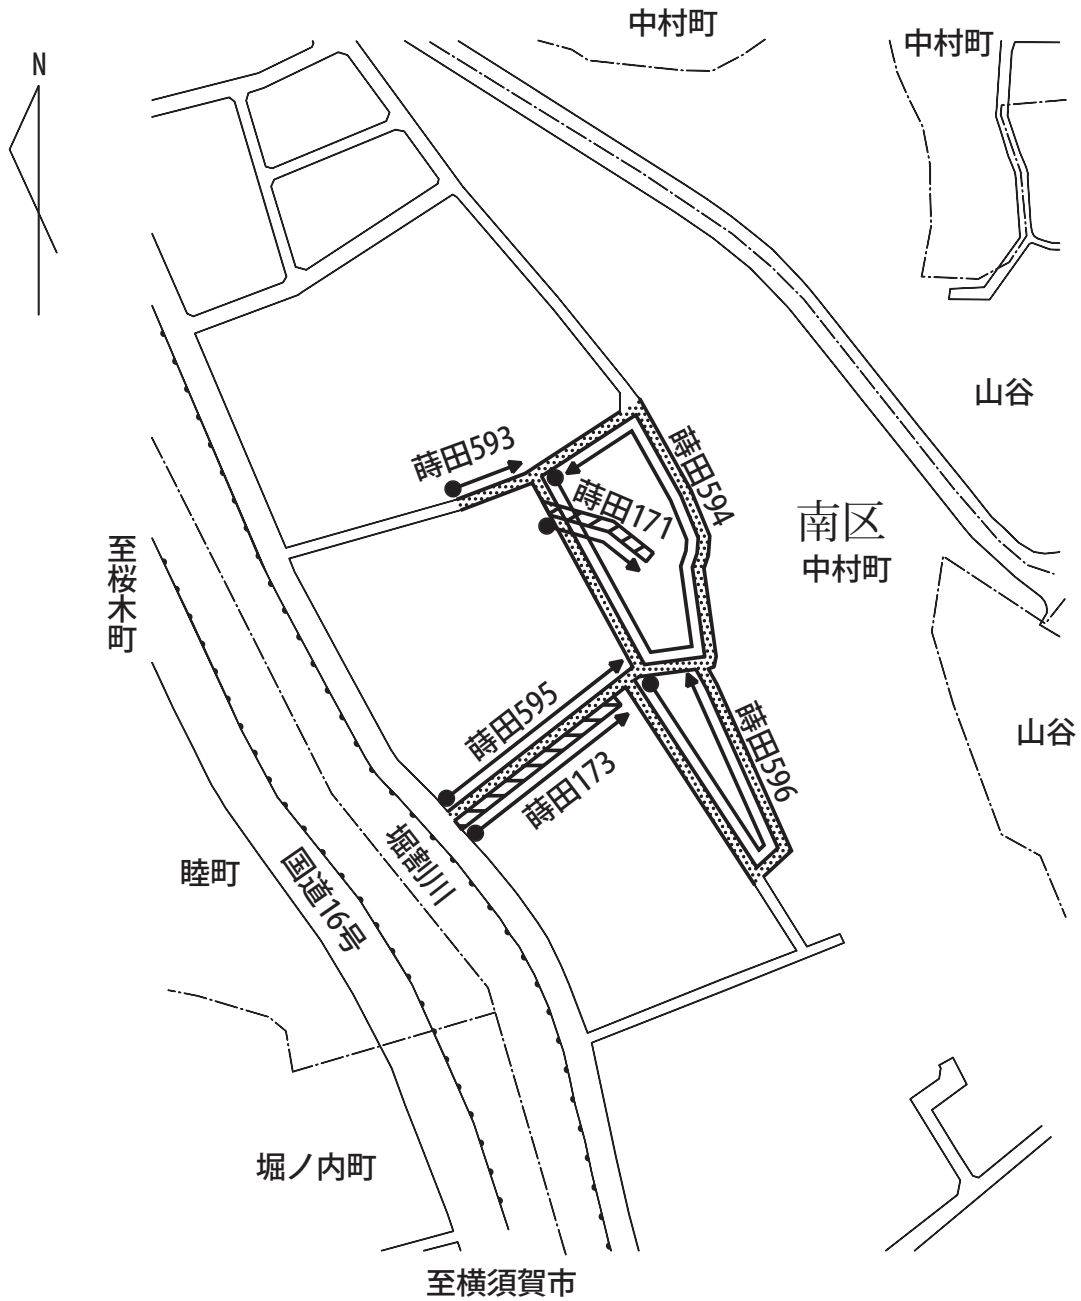 中村町
中村町
N
山谷
蒔田593
蒔田594
蒔田171
南区
中村町
至桜木町
蒔田595
蒔田596
山谷
蒔田173
堀割川
睦町
国道16号
堀ノ内町
至横須賀市